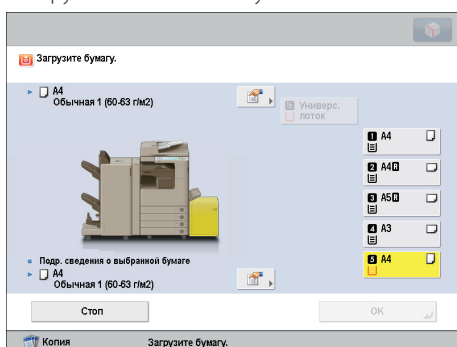 Загрузите бумагу.
A4
Обычная 1 (60-63 г/м2)
Универс.
лоток
1 A4
2 A4R
3 A5R
4 A3
5 A4
Подр. сведения о выбранной бумаге
A4
Обычная 1 (60-63 г/м2)
Стоп
OK
Копия
Загрузите бумагу.